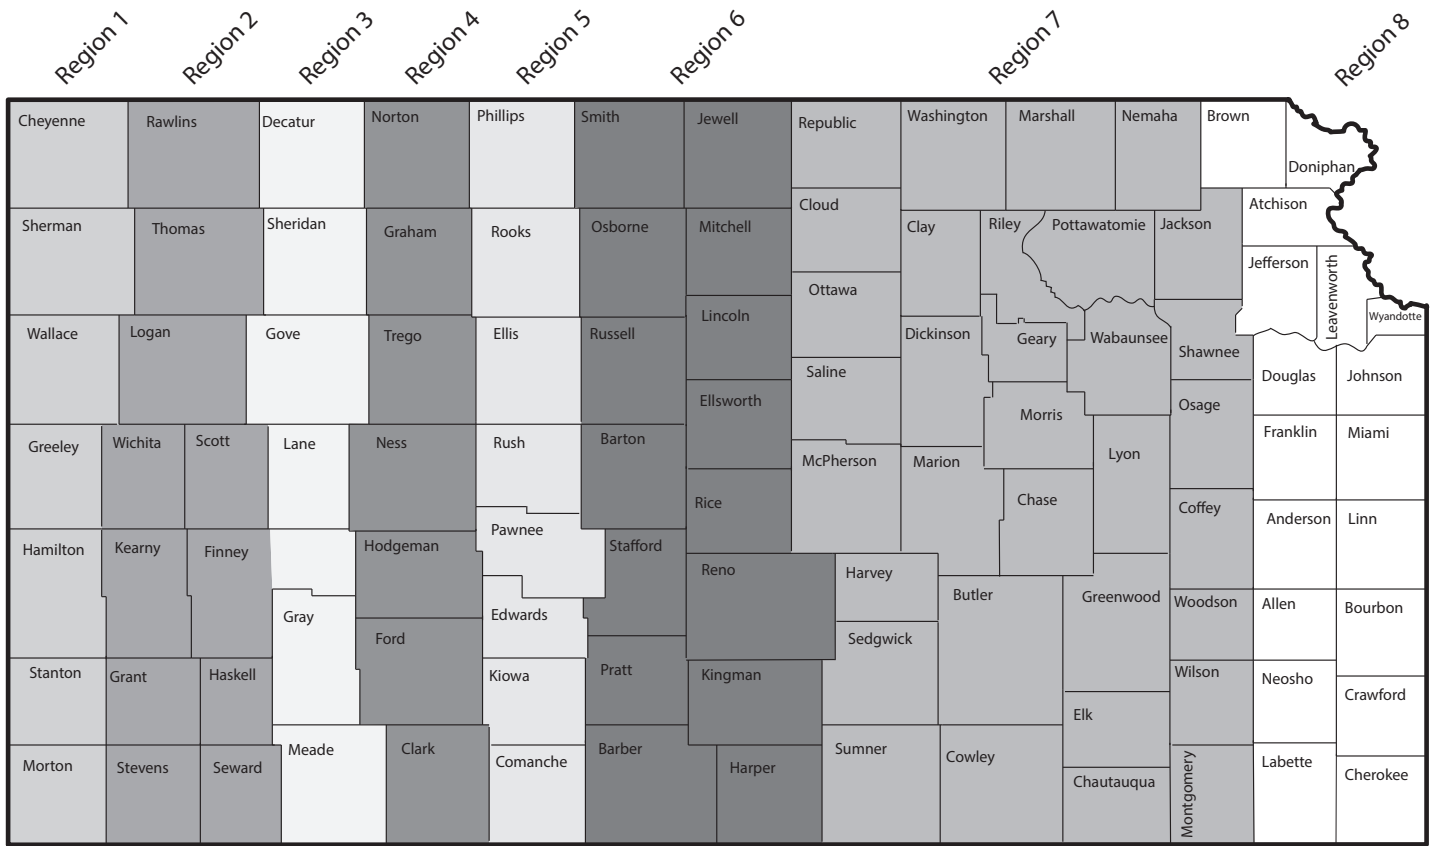 Region 1
Region 2
Region 3
Region 4
Region 5
Region 6
Region 7
Region 8
Cheyenne
Rawlins
Decatur
Norton
Phillips
Smith
Jewell
Republic
Washington
Marshall
Nemaha
Brown
Doniphan
Sherman
Thomas
Sheridan
Graham
Rooks
Osborne
Mitchell
Cloud
Clay
Riley
Pottawatomie
Jackson
Atchison
Jefferson
Leavenworth
Wyandotte
Wallace
Logan
Gove
Trego
Ellis
Russell
Lincoln
Ottawa
Dickinson
Geary
Wabaunsee
Shawnee
Douglas
Johnson
Ellsworth
Saline
Morris
Osage
Greeley
Wichita
Scott
Lane
Ness
Rush
Barton
McPherson
Marion
Lyon
Franklin
Miami
Rice
Chase
Coffey
Anderson
Linn
Hamilton
Kearny
Finney
Hodgeman
Pawnee
Stafford
Reno
Harvey
Butler
Greenwood
Woodson
Allen
Bourbon
Gray
Ford
Edwards
Sedgwick
Stanton
Grant
Haskell
Kiowa
Pratt
Kingman
Wilson
Neosho
Crawford
Elk
Morton
Stevens
Seward
Meade
Clark
Comanche
Barber
Harper
Sumner
Cowley
Chautauqua
Montgomery
Labette
Cherokee